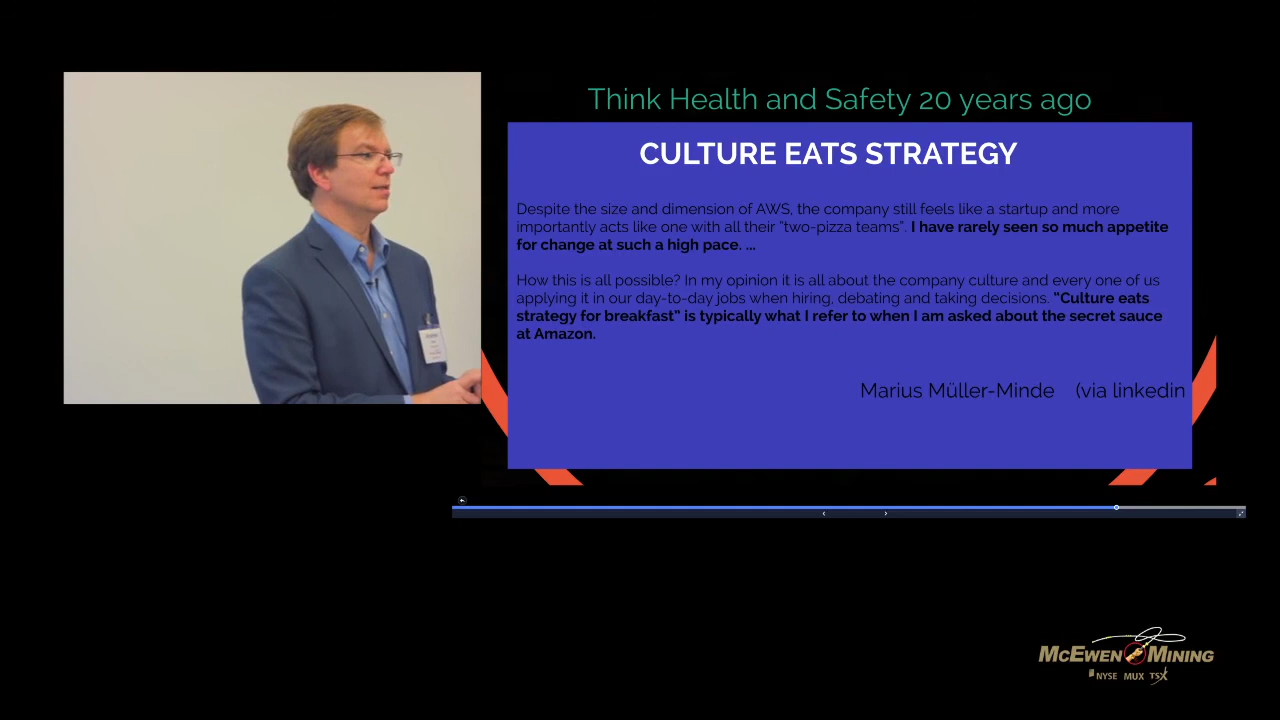 Think Health and Safety 20 years ago
CULTURE EATS STRATEGY
Despite the size and dimension of AWS, the company still feels like a startup and more
importantly acts like one with all their "two-pizza teams". I have rarely seen so much appetite
for change at such a high pace. ...
How this is all possible? In my opinion it is all about the company culture and every one of us
applying it in our day-to-day jobs when hiring, debating and taking decisions. "Culture eats
strategy for breakfast" is typically what I refer to when I am asked about the secret sauce
at Amazon.
Marius Müller-Minde (via linkedin
MCEWEN MINING
NYSE MUX TSX